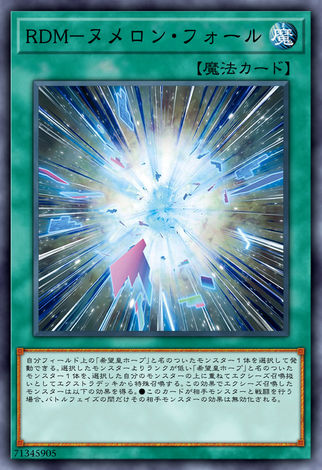 RDM－ヌメロン・フォール
魔
【魔法カード】
自分フィールド上の「希望皇ホープ」と名のついたモンスター１体を選択して発
動できる。選択したモンスターよりランクが低い「希望皇ホープ」と名のついたモ
ンスター１体を、選択した自分のモンスターの上に重ねてエクシーズ召喚扱
いとしてエクストラデッキから特殊召喚する。この効果でエクシーズ召喚した
モンスターは以下の効果を得る。●このカードが相手モンスターと戦闘を行う
場合、バトルフェイズの間だけその相手モンスターの効果は無効化される。
71345905